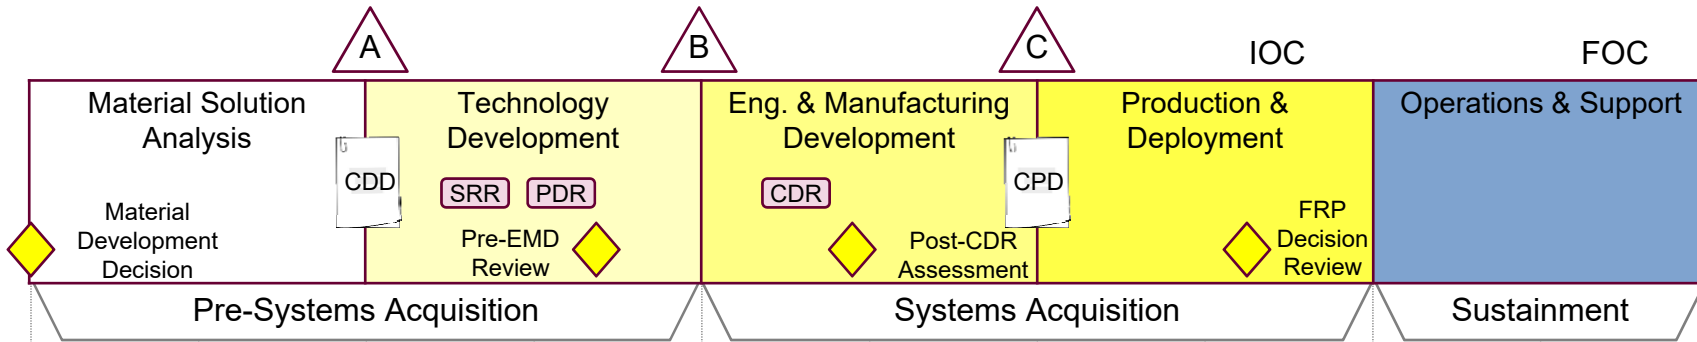 A
B
C
IOC
FOC
Material Solution
Analysis
Technology
Development
Eng. & Manufacturing
Development
Production &
Deployment
Operations & Support
CDD
SRR
PDR
CDR
CPD
Material
Development
Decision
Pre-EMD
Review
Post-CDR
Assessment
FRP
Decision
Review
Pre-Systems Acquisition
Systems Acquisition
Sustainment